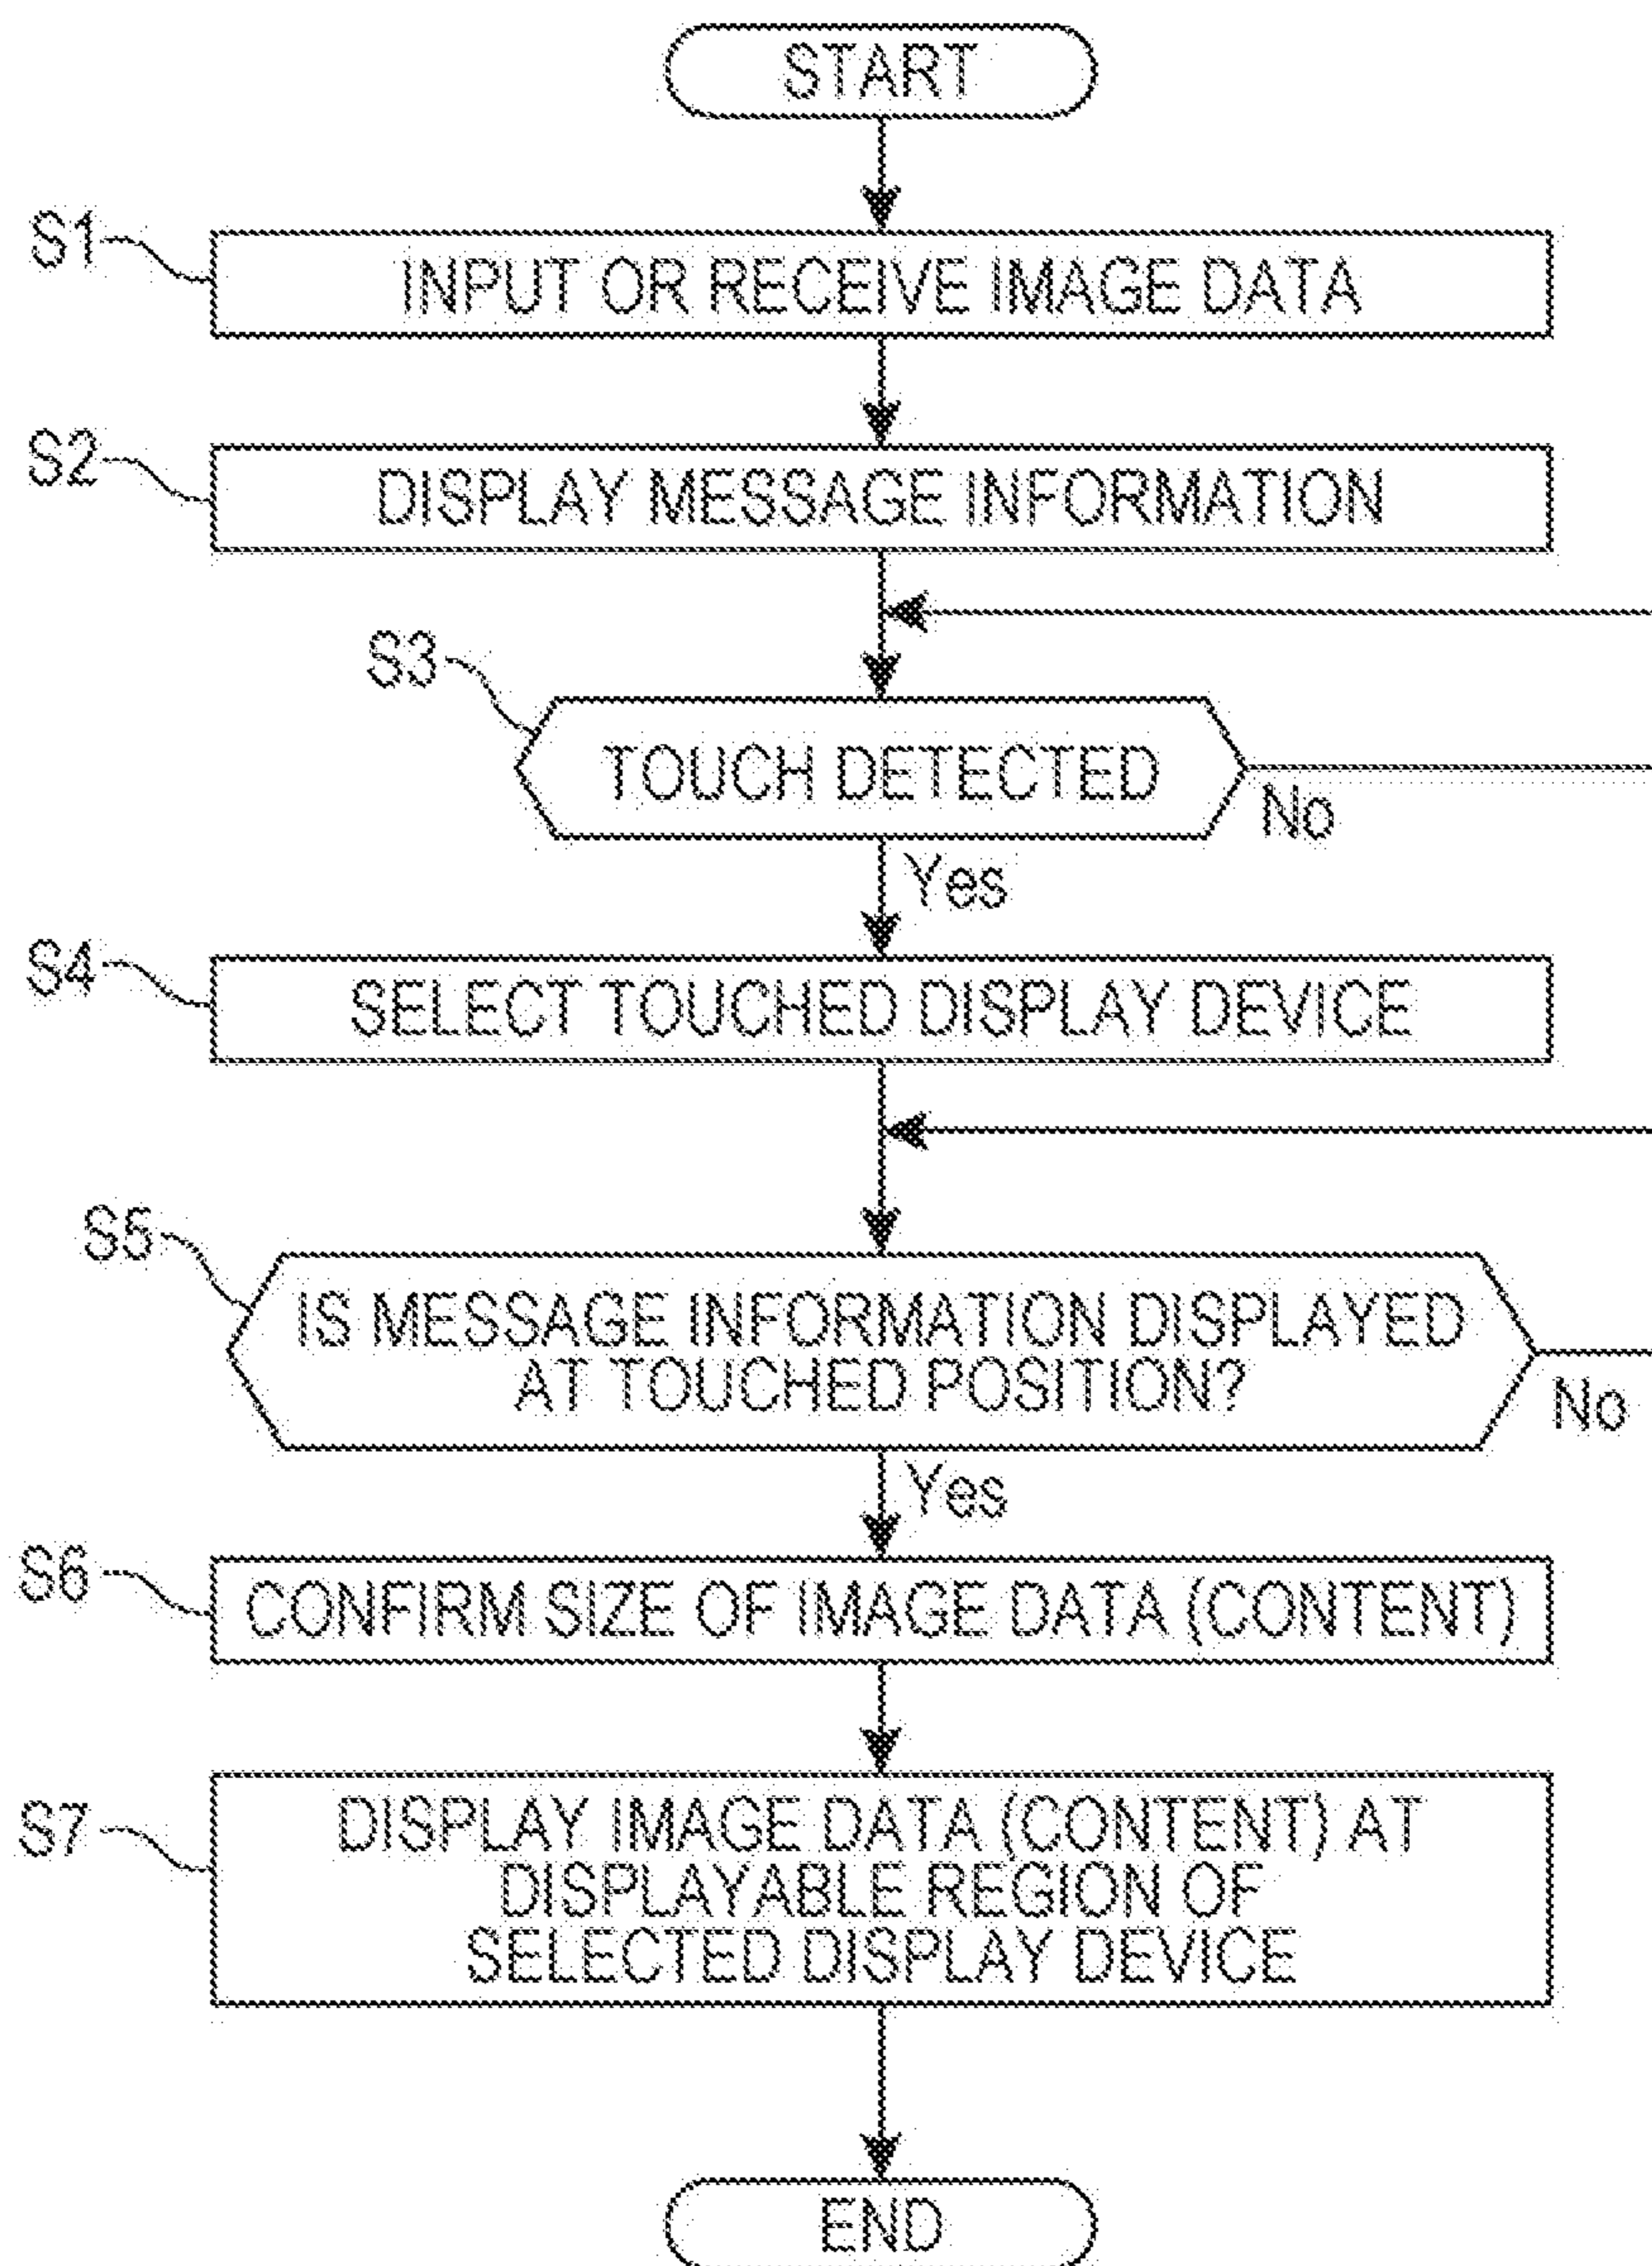 START
S1
INPUT OR RECEIVE IMAGE DATA
S2
DISPLAY MESSAGE INFORMATION
S3
TOUCH DETECTED
No
Yes
S4
SELECT TOUCHED DISPLAY DEVICE
S5
IS MESSAGE INFORMATION DISPLAYED
AT TOUCHED POSITION?
No
Yes
S6
CONFIRM SIZE OF IMAGE DATA (CONTENT)
S7
DISPLAY IMAGE DATA (CONTENT) AT
DISPLAYABLE REGION OF
SELECTED DISPLAY DEVICE
END